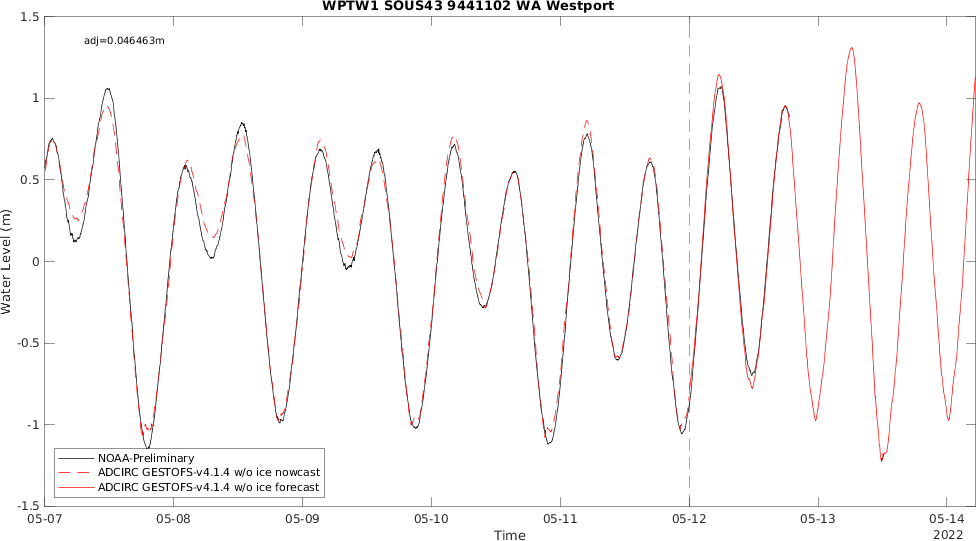 WPTW1 SOUS43 9441102 WA Westport
adj=0.046463m
1.5
1
0.5
0
-0.5
-1
-1.5
Water Level (m)
NOAA-Preliminary
ADCIRC GESTOFS-v4.1.4 w/o ice nowcast
ADCIRC GESTOFS-v4.1.4 w/o ice forecast
05-07 05-08 05-09 05-10 05-11 05-12 05-13 05-14
Time
2022